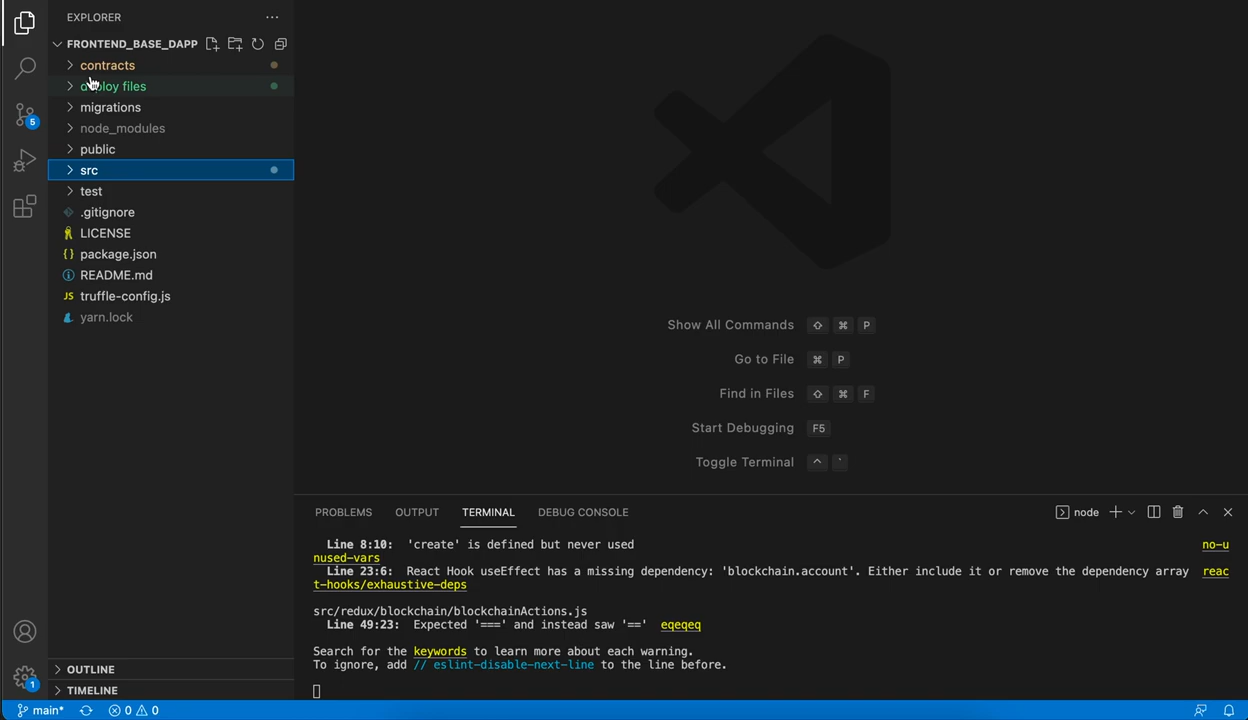 EXPLORER
FRONTEND_BASE_DAPP
contracts
deploy files
migrations
node_modules
public
src
test
.gitignore
LICENSE
{} package.json
README.md
JS truffle-config.js
yarn.lock
OUTLINE
TIMELINE
5
1
Show All Commands ⇧ ⌘ P
Go to File ⌘ P
Find in Files ⇧ ⌘ F
Start Debugging F5
Toggle Terminal ^ `
PROBLEMS OUTPUT TERMINAL DEBUG CONSOLE node
Line 8:10: 'create' is defined but never used no-u
nused-vars
Line 23:6: React Hook useEffect has a missing dependency: 'blockchain.account'. Either include it or remove the dependency array reac
t-hooks/exhaustive-deps
src/redux/blockchain/blockchainActions.js
Line 49:23: Expected '===' and instead saw '==' eqeqeq
Search for the keywords to learn more about each warning.
To ignore, add // eslint-disable-next-line to the line before.
main* 0 0